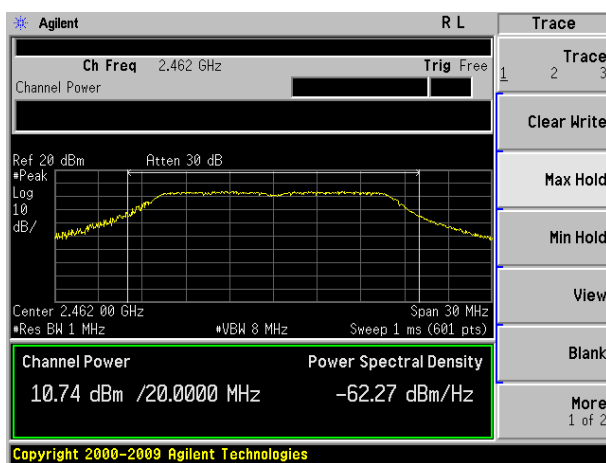 Agilent
R L
Trace
Ch Freq 2.462 GHz
Trig Free
Channel Power
Trace
1 2 3
Clear Write
Max Hold
Min Hold
View
Blank
More
1 of 2
Ref 20 dBm Atten 30 dB
#Peak
Log
10
dB/
Center 2.462 00 GHz
Span 30 MHz
#Res BW 1 MHz
#VBW 8 MHz
Sweep 1 ms (601 pts)
Channel Power
Power Spectral Density
10.74 dBm /20.0000 MHz
-62.27 dBm/Hz
Copyright 2000-2009 Agilent Technologies